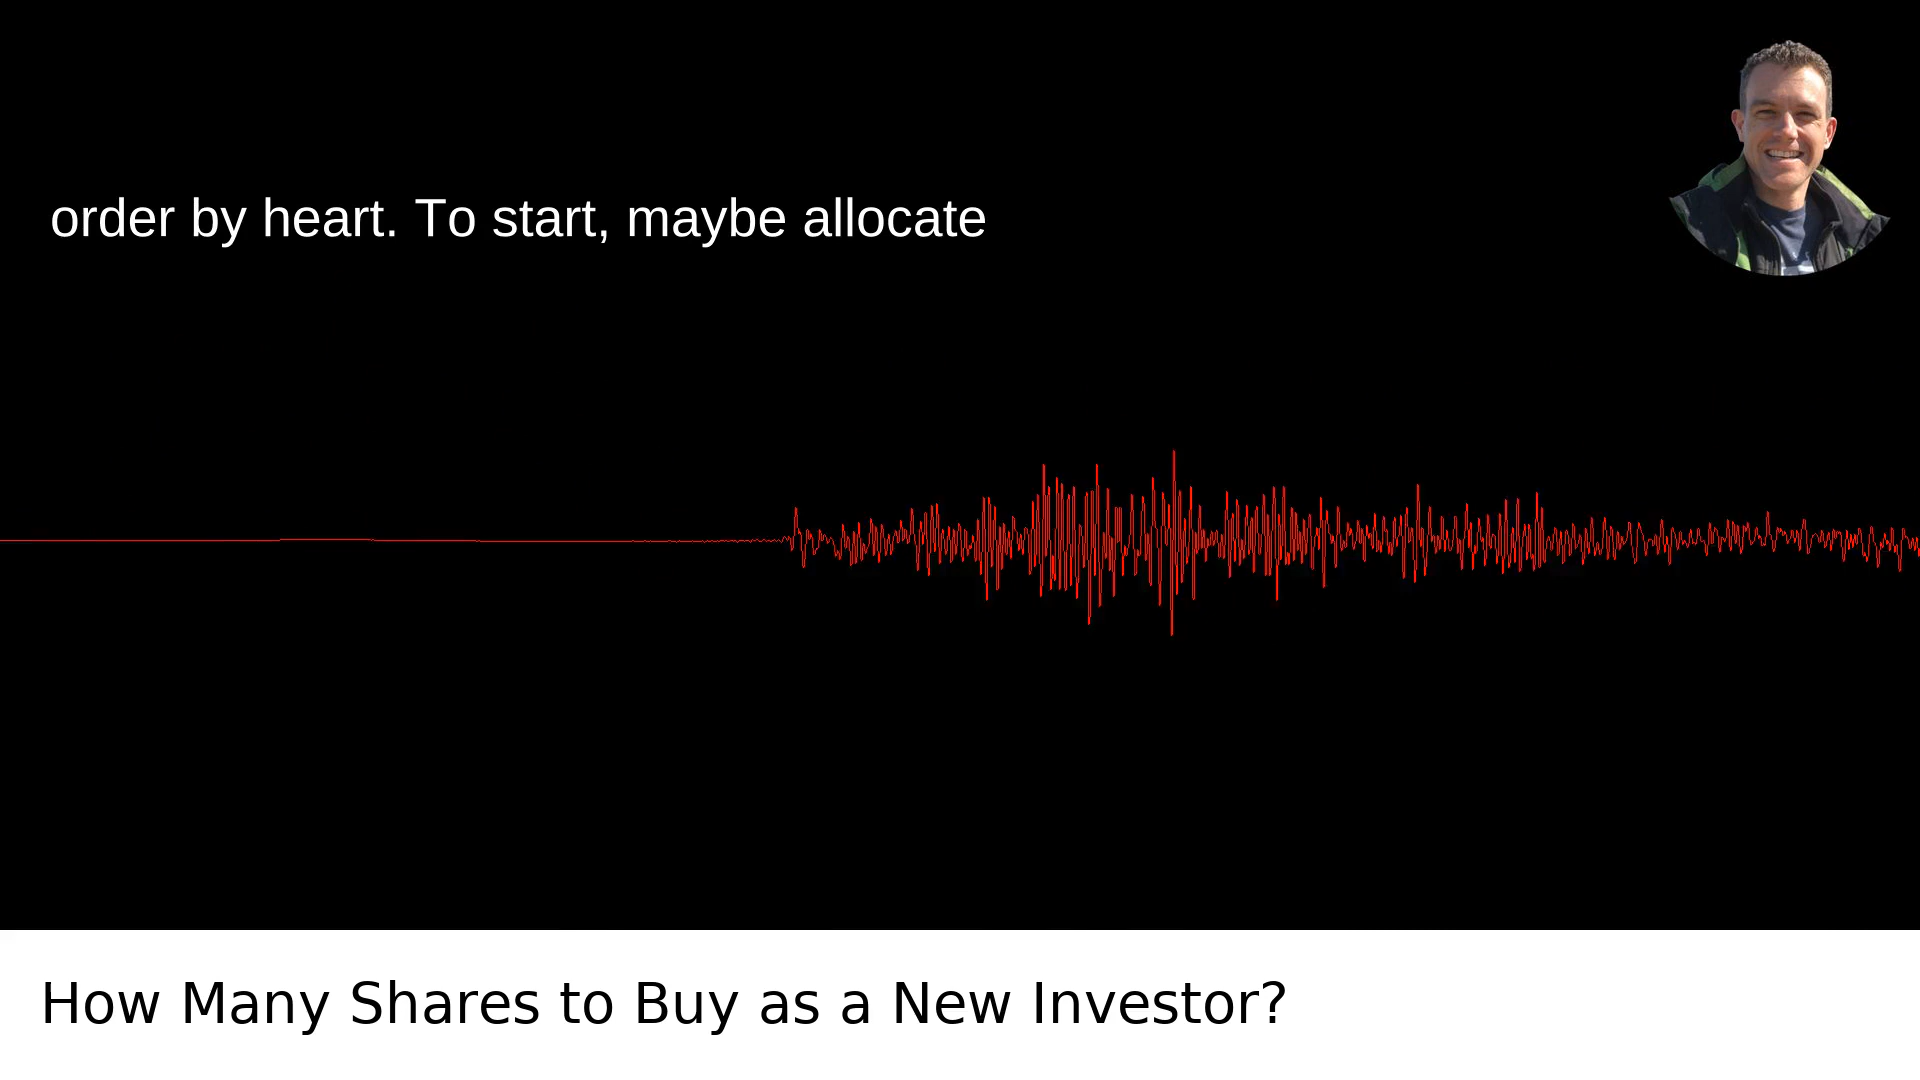 order by heart. To start, maybe allocate
How Many Shares to Buy as a New Investor?